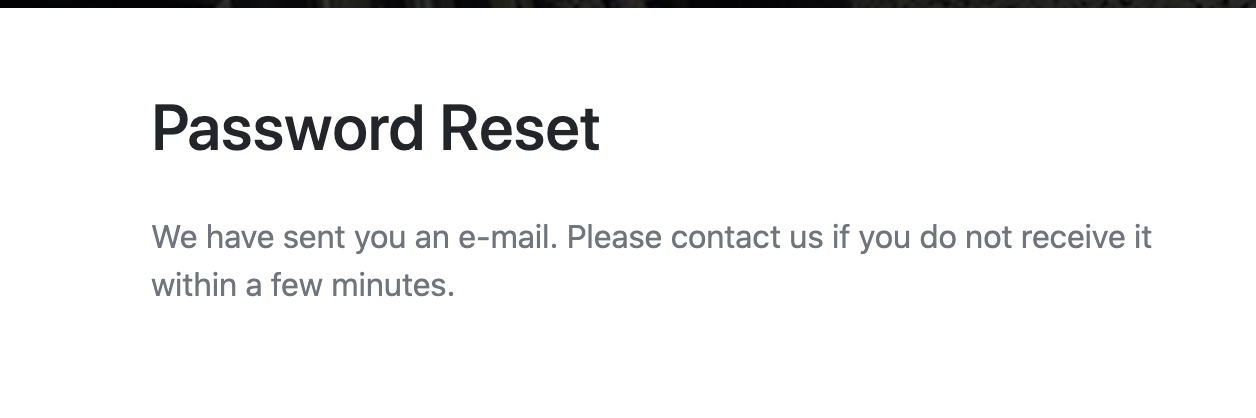 Password Reset
We have sent you an e-mail. Please contact us if you do not receive it
within a few minutes.